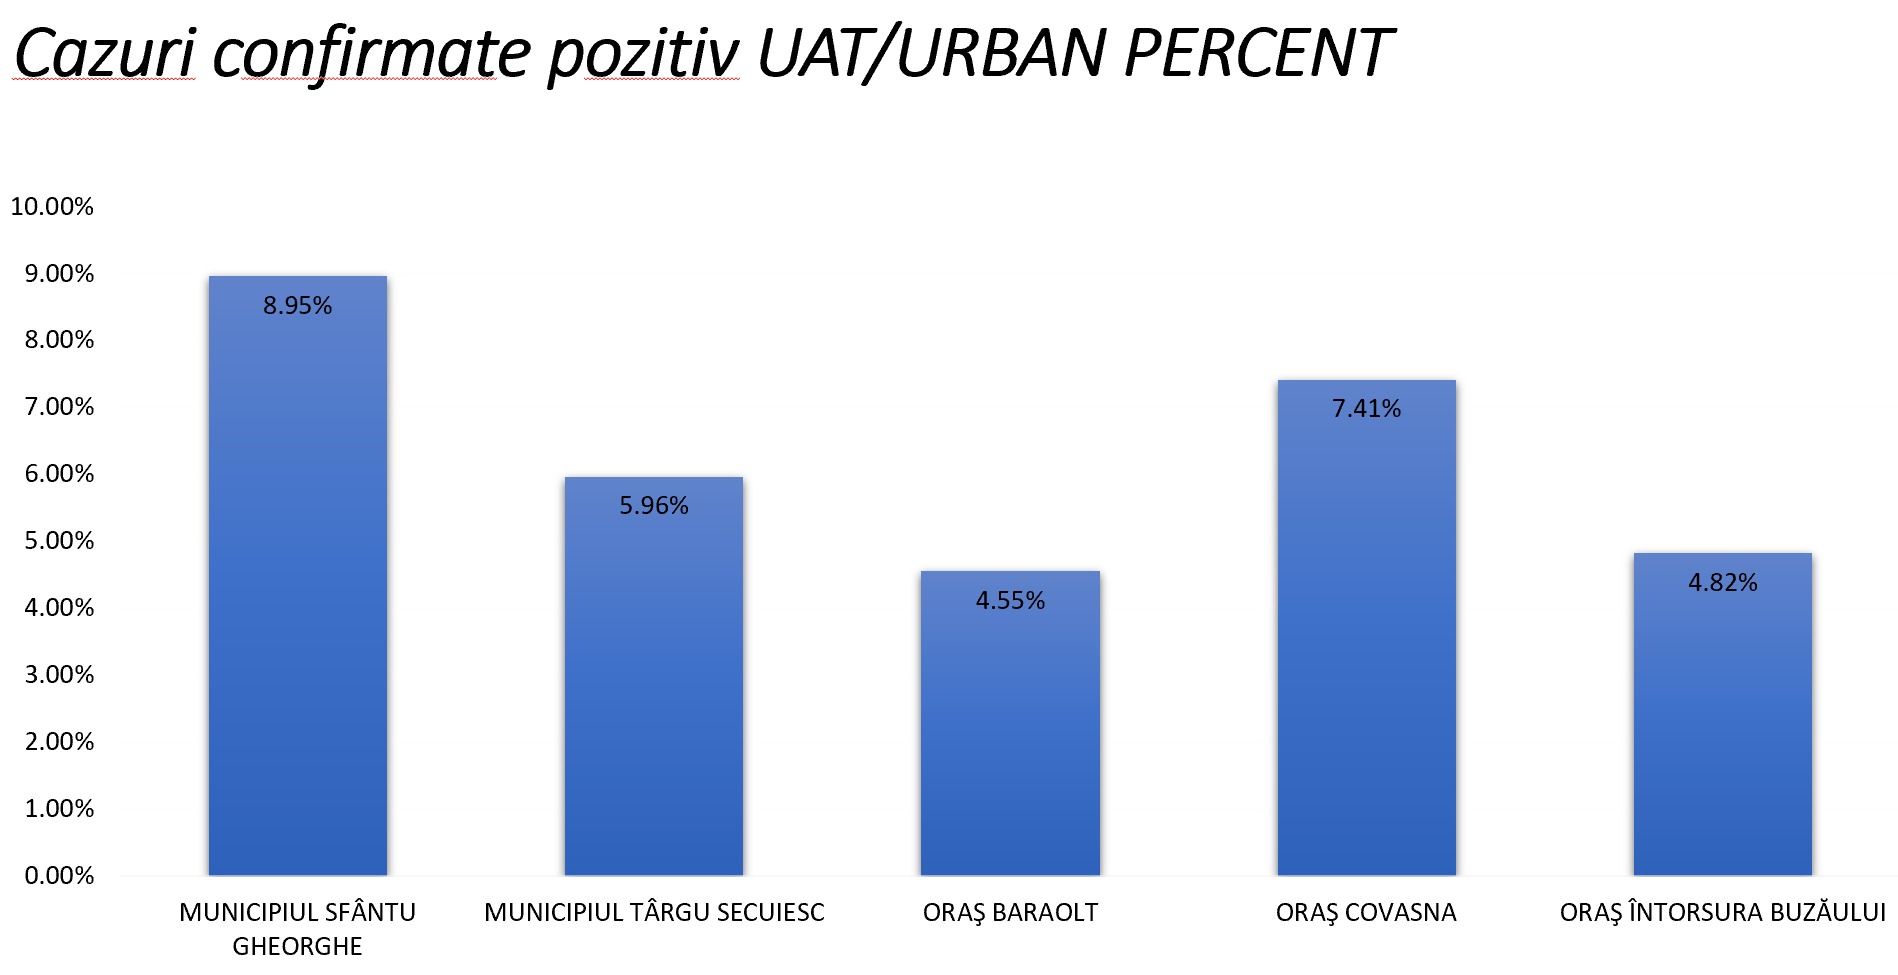 Cazuri confirmate pozitiv UAT/URBAN PERCENT
10.00%
9.00%
8.00%
7.00%
6.00%
5.00%
4.00%
3.00%
2.00%
1.00%
0.00%
8.95%
5.96%
4.55%
7.41%
4.82%
MUNICIPIUL SFÂNTU
GHEORGHE
MUNICIPIUL TÂRGU SECUIESC
ORAŞ BARAOLT
ORAŞ COVASNA
ORAŞ ÎNTORSURA BUZĂULUI